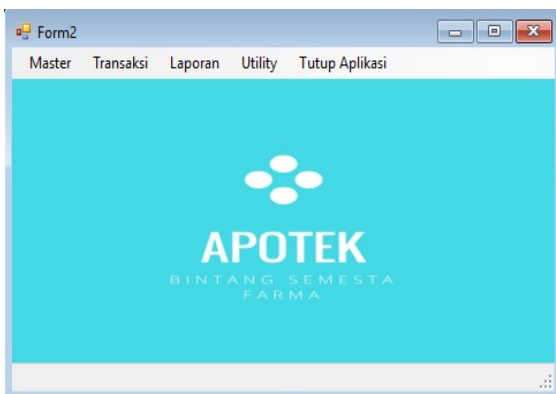 Form2
Master Transaksi Laporan Utility Tutup Aplikasi
APOTEK
BINTANG SEMESTA
FARMA